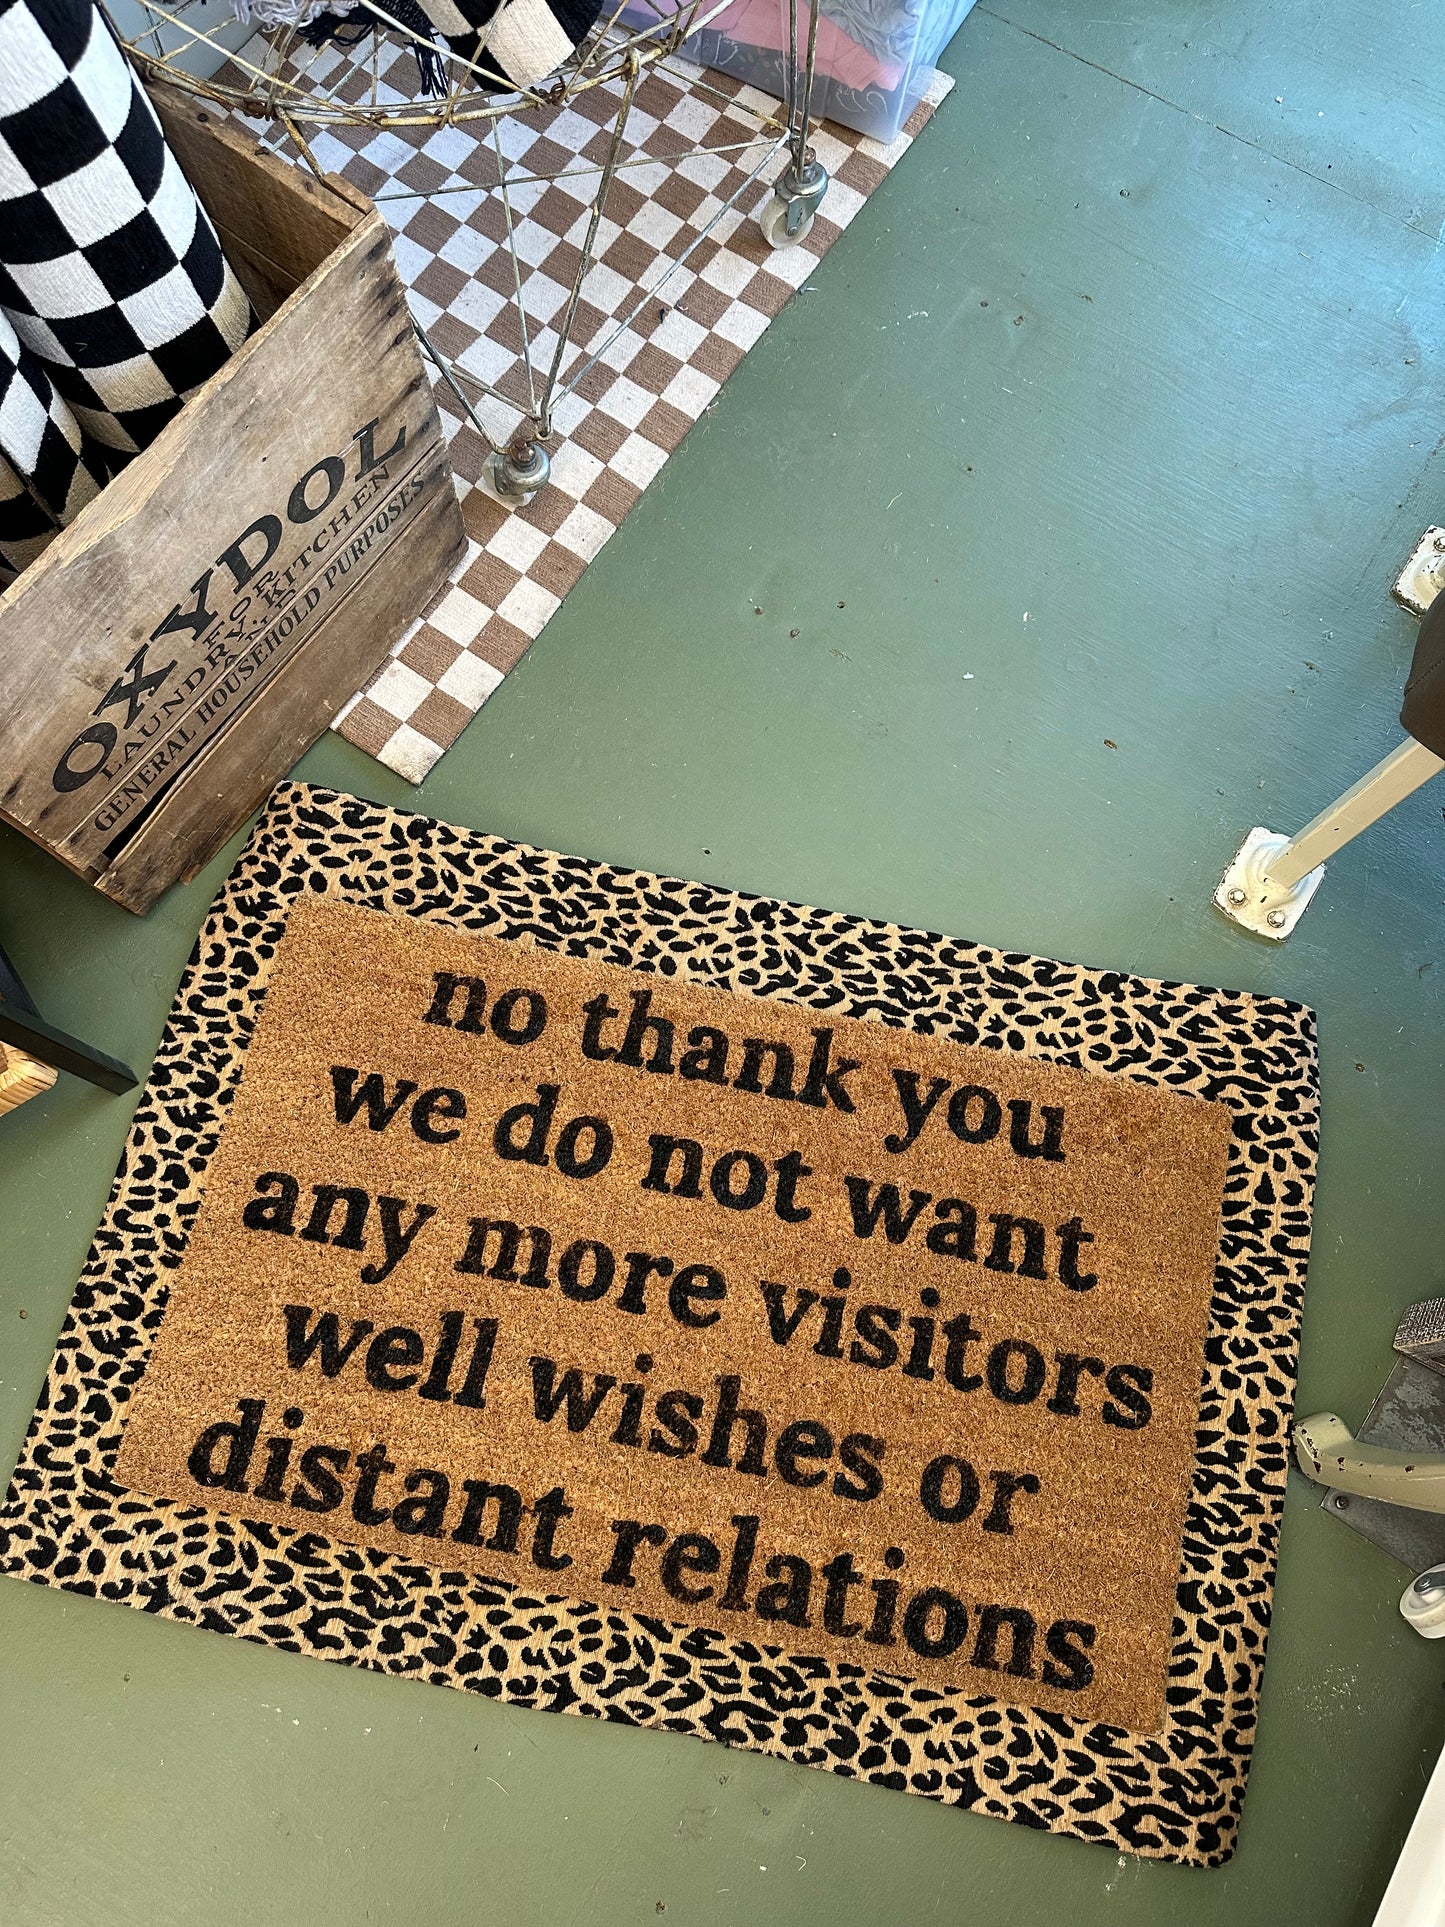 OXYDOL
FOR
LAUNDRY, KITCHEN
AND
GENERAL HOUSEHOLD PURPOSES
no thank you
we do not want
any more visitors
well wishes or
distant relations